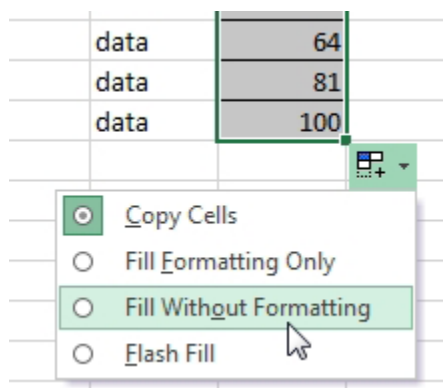 data 64
data 81
data 100
Copy Cells
Fill Formatting Only
Fill Without Formatting
Flash Fill